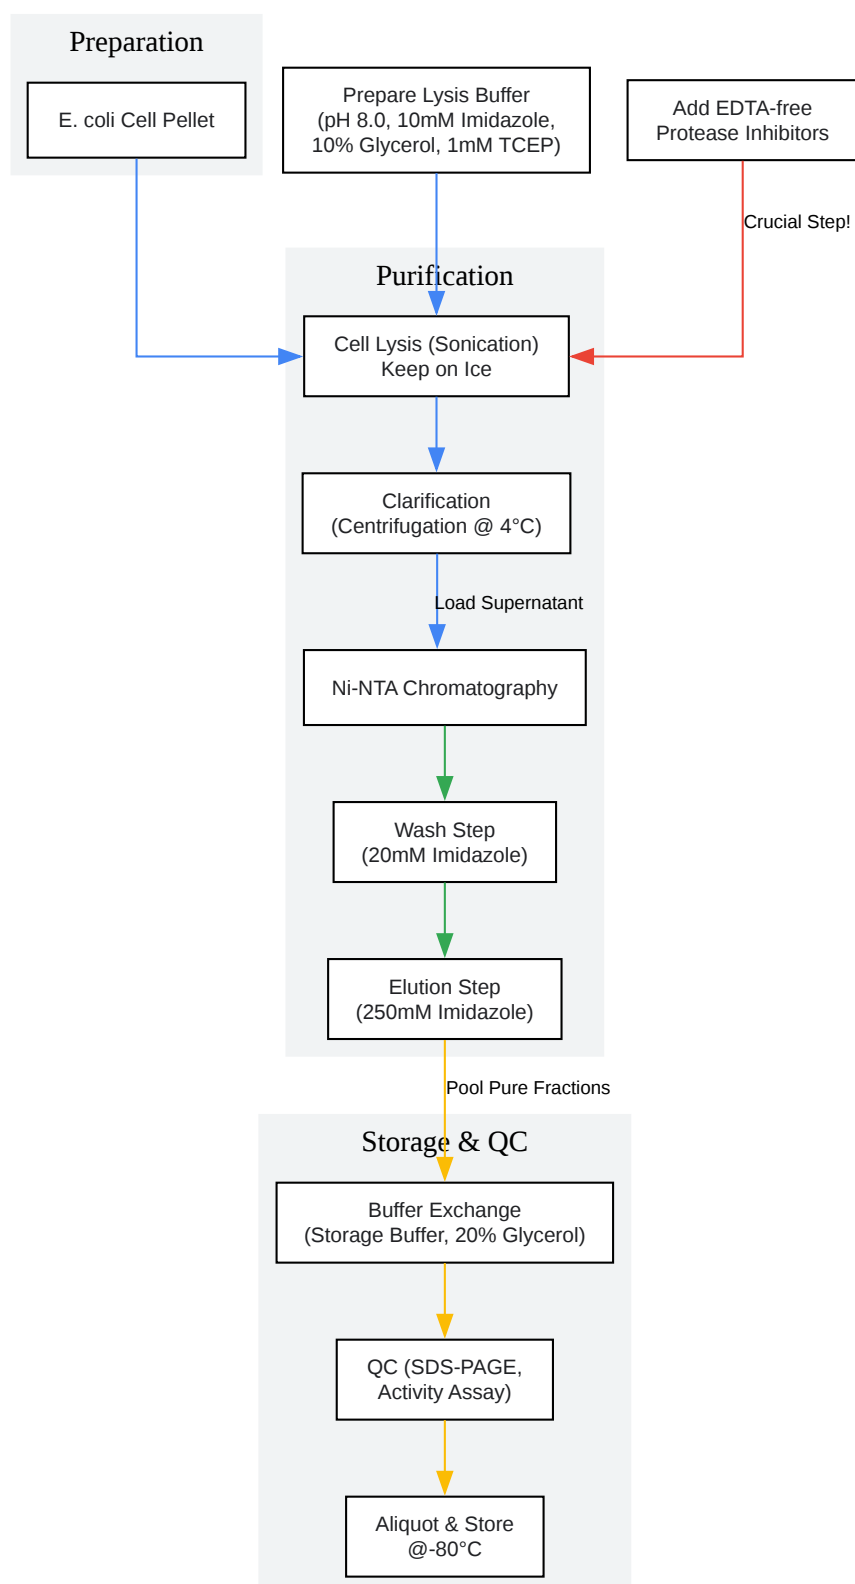 Preparation
E. coli Cell Pellet
Prepare Lysis Buffer
(pH 8.0, 10mM Imidazole,
10% Glycerol, 1mM TCEP)
Add EDTA-free
Protease Inhibitors
Crucial Step!
Purification
Cell Lysis (Sonication)
Keep on Ice
Clarification
(Centrifugation @ 4°C)
Load Supernatant
Ni-NTA Chromatography
Wash Step
(20mM Imidazole)
Elution Step
(250mM Imidazole)
Pool Pure Fractions
Storage & QC
Buffer Exchange
(Storage Buffer, 20% Glycerol)
QC (SDS-PAGE,
Activity Assay)
Aliquot & Store
@-80°C